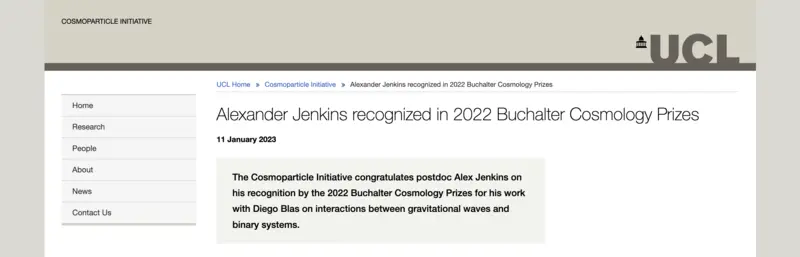 COSMOPARTICLE INITIATIVE
UCL
UCL Home » Cosmoparticle Initiative » Alexander Jenkins recognized in 2022 Buchalter Cosmology Prizes
Home
Research
People
About
News
Contact Us
Alexander Jenkins recognized in 2022 Buchalter Cosmology Prizes
11 January 2023
The Cosmoparticle Initiative congratulates postdoc Alex Jenkins on
his recognition by the 2022 Buchalter Cosmology Prizes for his work
with Diego Blas on interactions between gravitational waves and
binary systems.